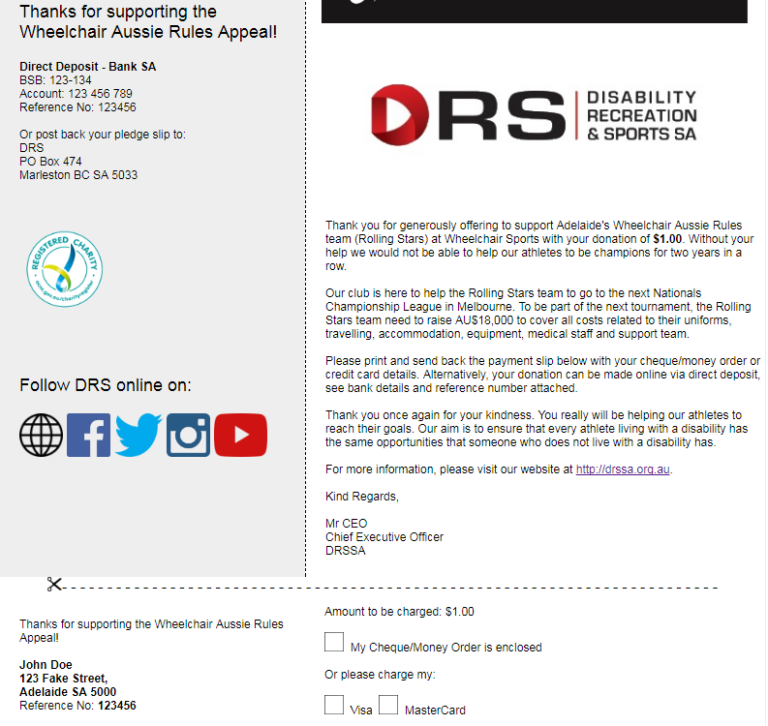 Thanks for supporting the
Wheelchair Aussie Rules Appeal!
Direct Deposit - Bank SA
BSB: 123-134
Account: 123 456 789
Reference No: 123456
Or post back your pledge slip to:
DRS
PO Box 474
Marleston BC SA 5033
REGISTERED CHARITY
acnc.gov.au/charityregister
Follow DRS online on:
DRS
DISABILITY
RECREATION
& SPORTS SA
Thank you for generously offering to support Adelaide's Wheelchair Aussie Rules
team (Rolling Stars) at Wheelchair Sports with your donation of $1.00. Without your
help we would not be able to help our athletes to be champions for two years in a
row.
Our club is here to help the Rolling Stars team to go to the next Nationals
Championship League in Melbourne. To be part of the next tournament, the Rolling
Stars team need to raise AU$18,000 to cover all costs related to their uniforms,
travelling, accommodation, equipment, medical staff and support team.
Please print and send back the payment slip below with your cheque/money order or
credit card details. Alternatively, your donation can be made online via direct deposit,
see bank details and reference number attached.
Thank you once again for your kindness. You really will be helping our athletes to
reach their goals. Our aim is to ensure that every athlete living with a disability has
the same opportunities that someone who does not live with a disability has.
For more information, please visit our website at http://drssa.org.au.
Kind Regards,
Mr CEO
Chief Executive Officer
DRSSA
Thanks for supporting the Wheelchair Aussie Rules
Appeal!
John Doe
123 Fake Street,
Adelaide SA 5000
Reference No: 123456
Amount to be charged: $1.00
My Cheque/Money Order is enclosed
Or please charge my:
Visa
MasterCard